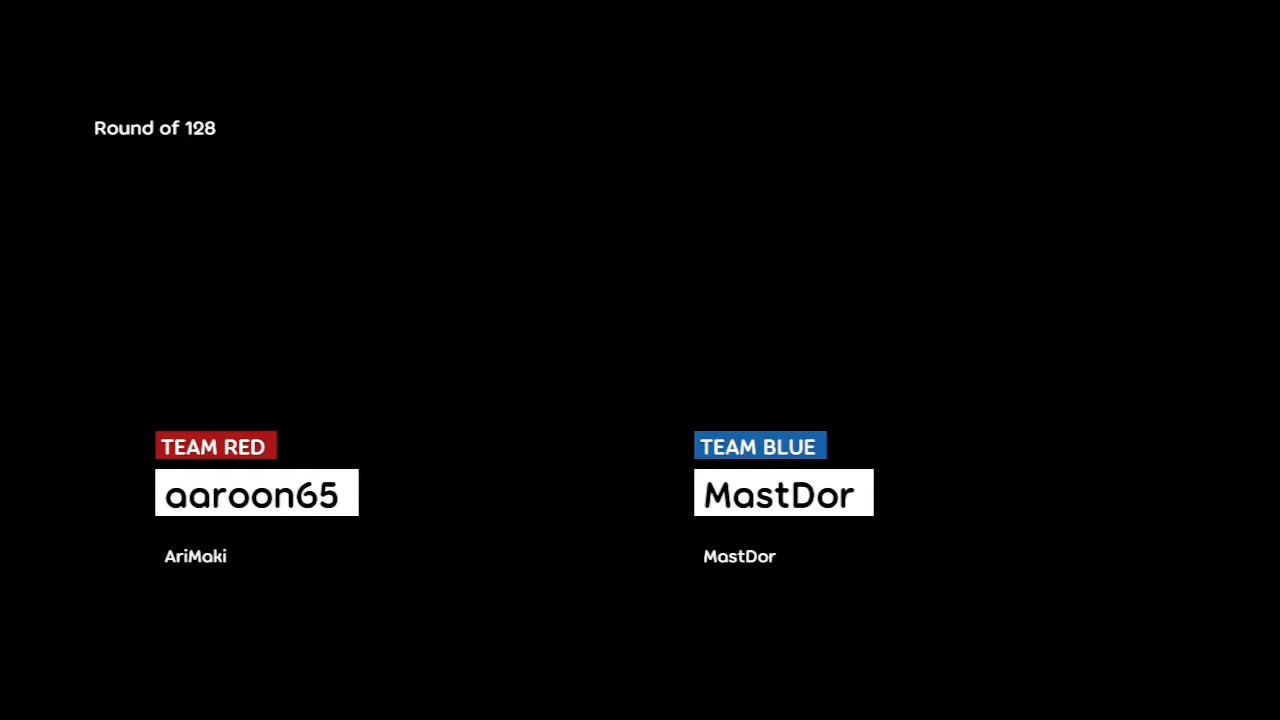 Round of 128
TEAM RED
aaroon65
AriMaki
TEAM BLUE
MastDor
MastDor